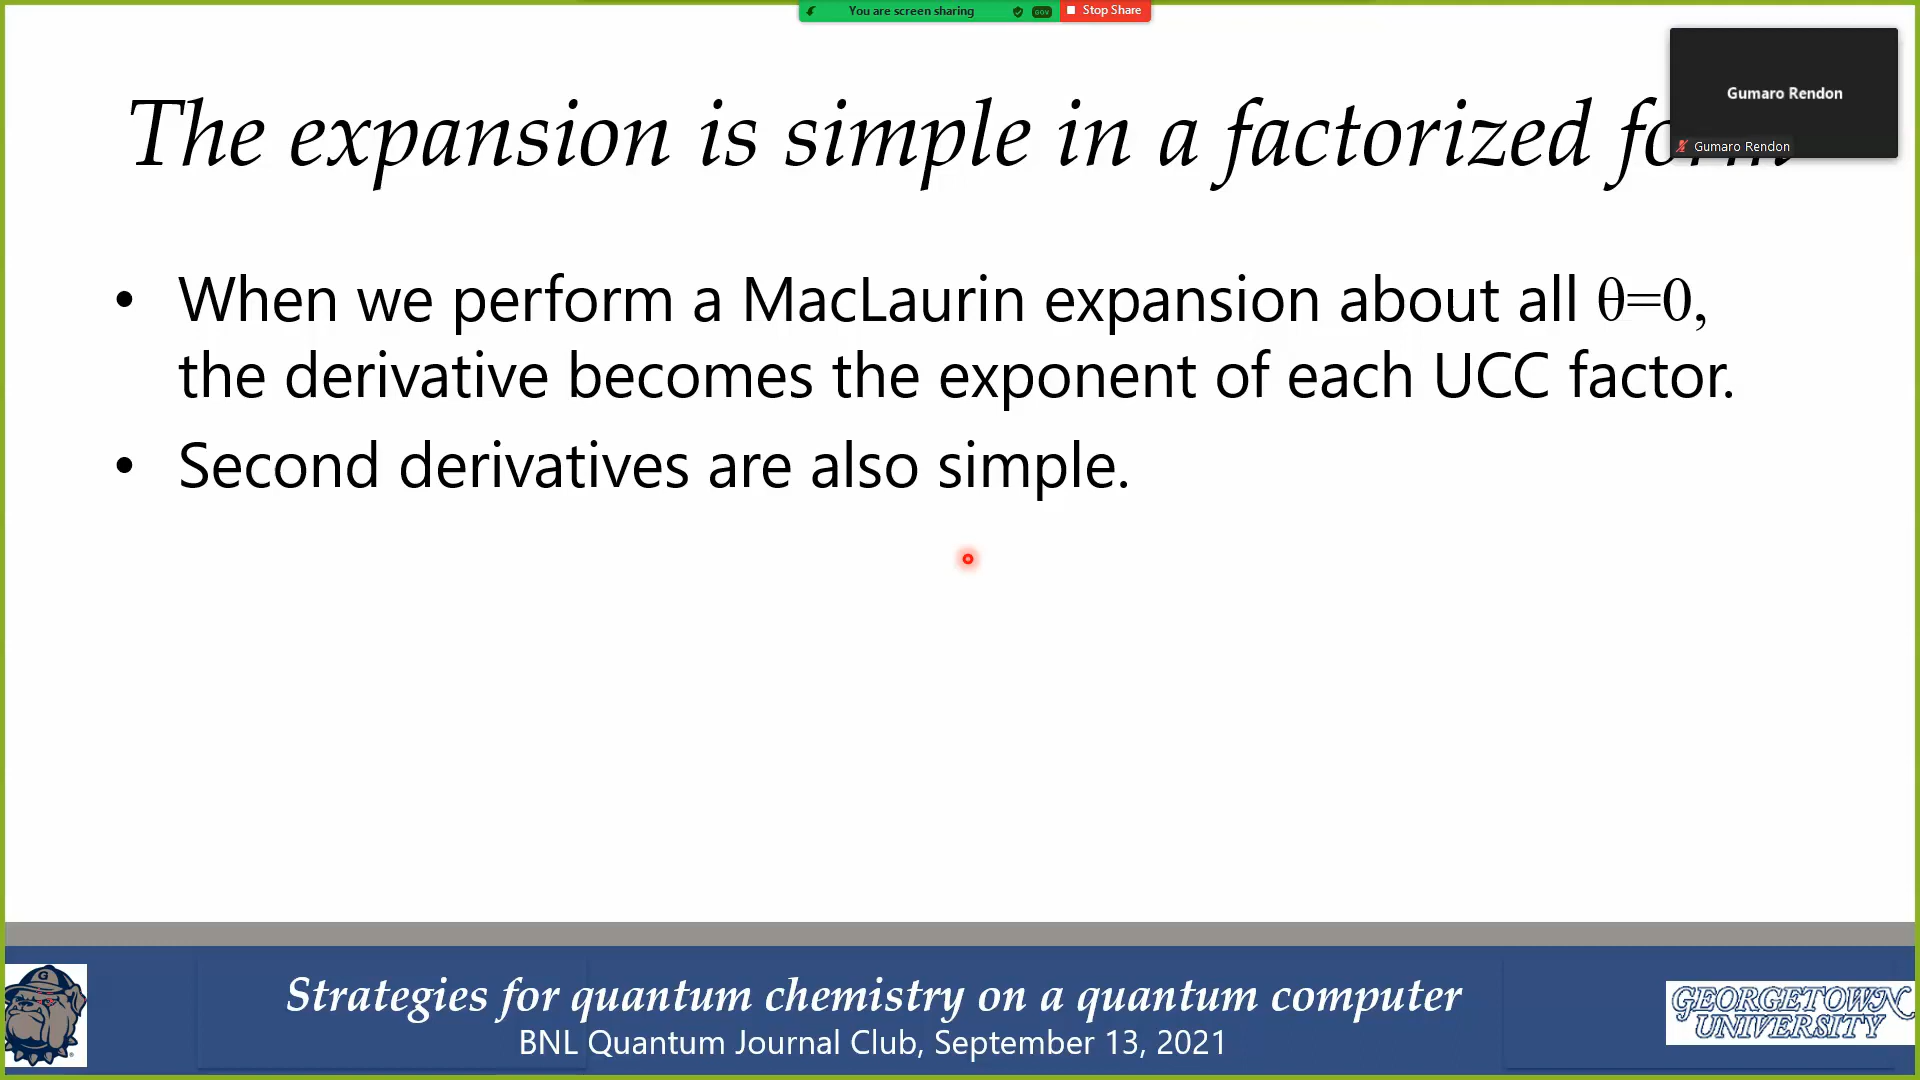 You are screen sharing
GOV
Stop Share
Gumaro Rendon
Gumaro Rendon
The expansion is simple in a factorized
• When we perform a MacLaurin expansion about all θ=0,
the derivative becomes the exponent of each UCC factor.
• Second derivatives are also simple.
G
Strategies for quantum chemistry on a quantum computer
BNL Quantum Journal Club, September 13, 2021
GEORGETOWN
UNIVERSITY